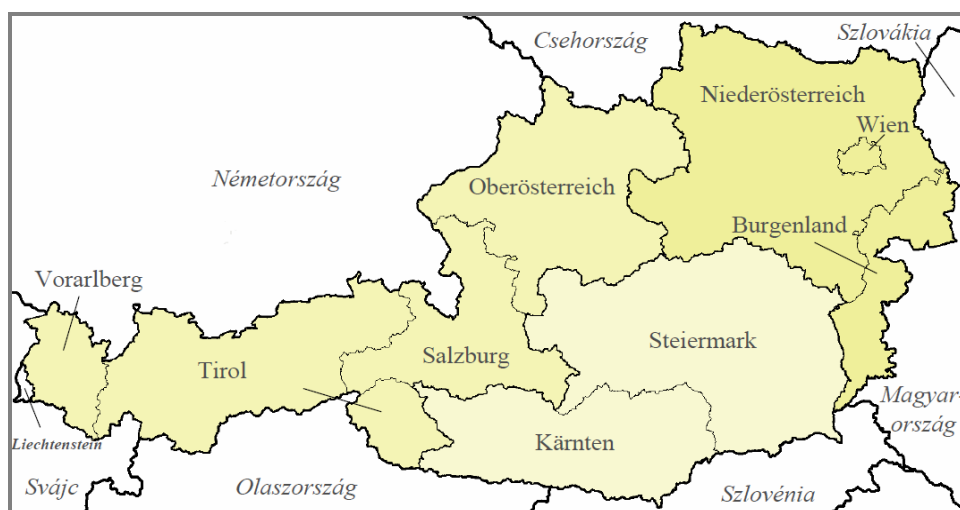 Csehország
Szlovákia
Niederösterreich
Wien
Németország
Oberösterreich
Burgenland
Vorarlberg
Steiermark
Salzburg
Tirol
Magyar-
ország
Liechtenstein
Kärnten
Svájc
Olaszország
Szlovénia